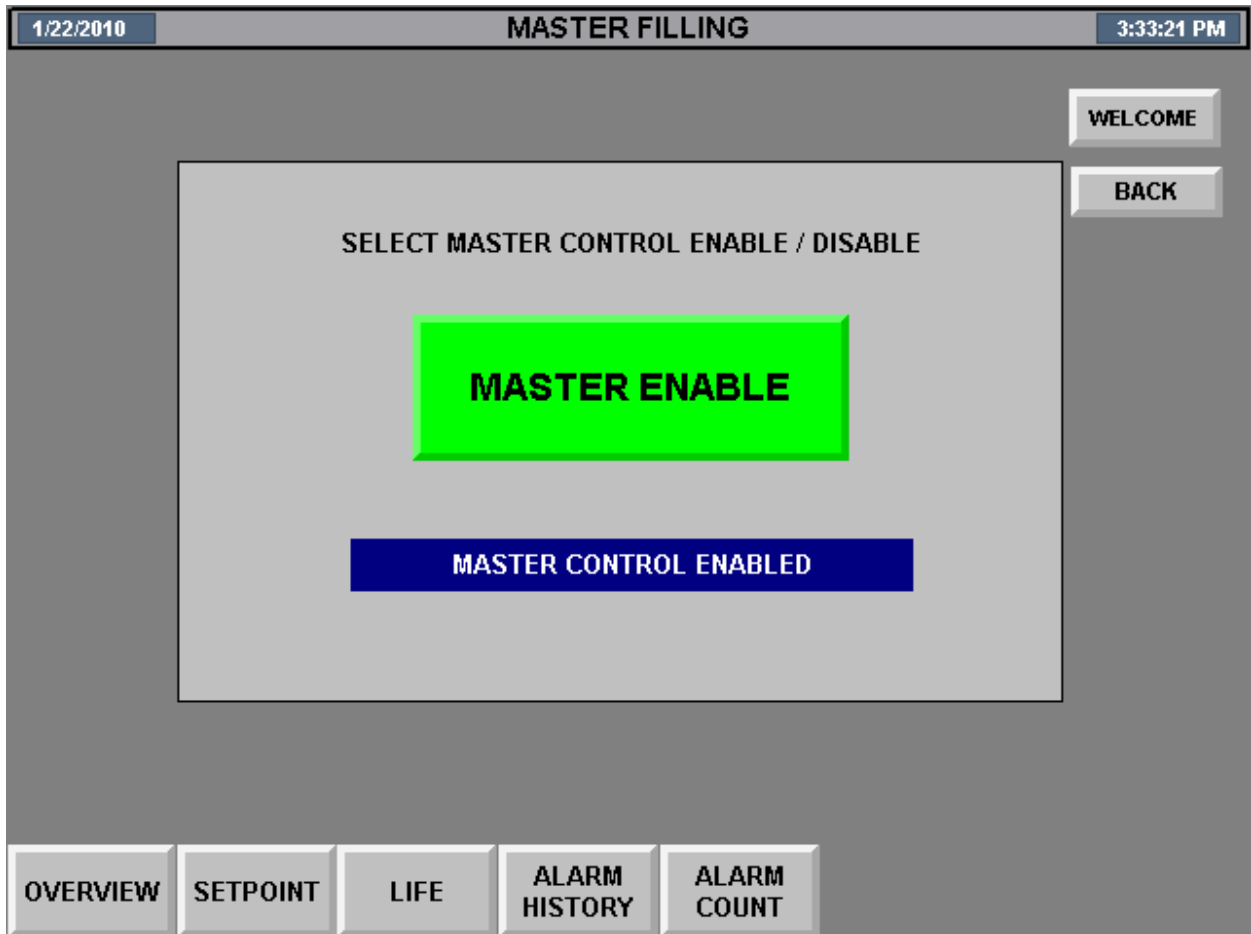 1/22/2010
MASTER FILLING
3:33:21 PM
WELCOME
BACK
SELECT MASTER CONTROL ENABLE / DISABLE
MASTER ENABLE
MASTER CONTROL ENABLED
OVERVIEW
SETPOINT
LIFE
ALARM
HISTORY
ALARM
COUNT